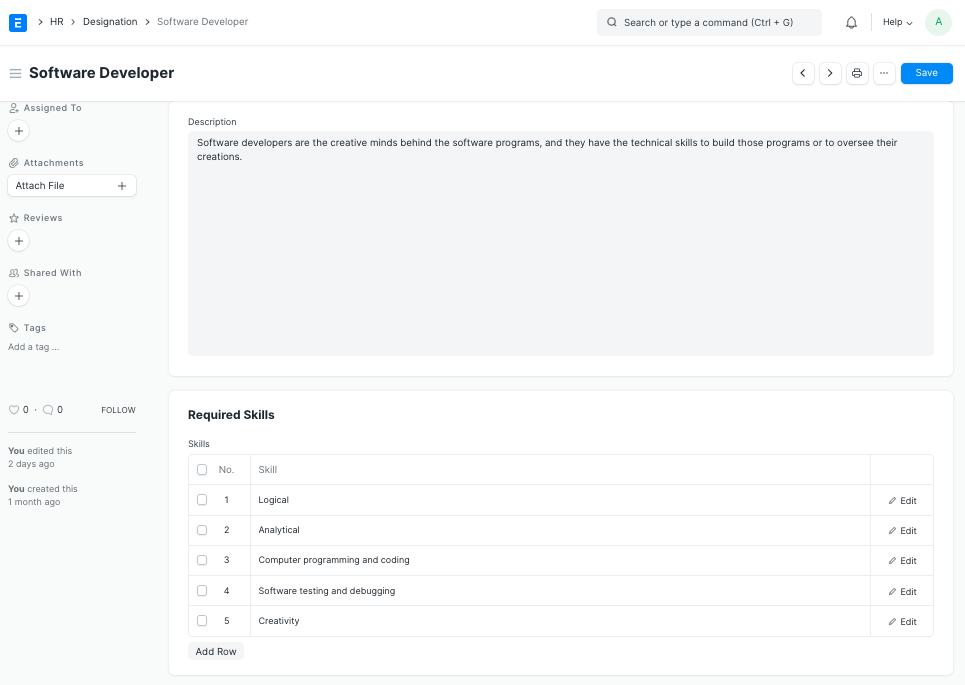 HR Designation Software Developer
Search or type a command (Ctrl + G)
Help
A
Software Developer
...
Save
Assigned To
Attachments
Attach File
Reviews
Shared With
Tags
Add a tag ...
0 · 0 FOLLOW
You edited this
2 days ago
You created this
1 month ago
Description
Software developers are the creative minds behind the software programs, and they have the technical skills to build those programs or to oversee their
creations.
Required Skills
Skills
No. Skill
1 Logical Edit
2 Analytical Edit
3 Computer programming and coding Edit
4 Software testing and debugging Edit
5 Creativity Edit
Add Row